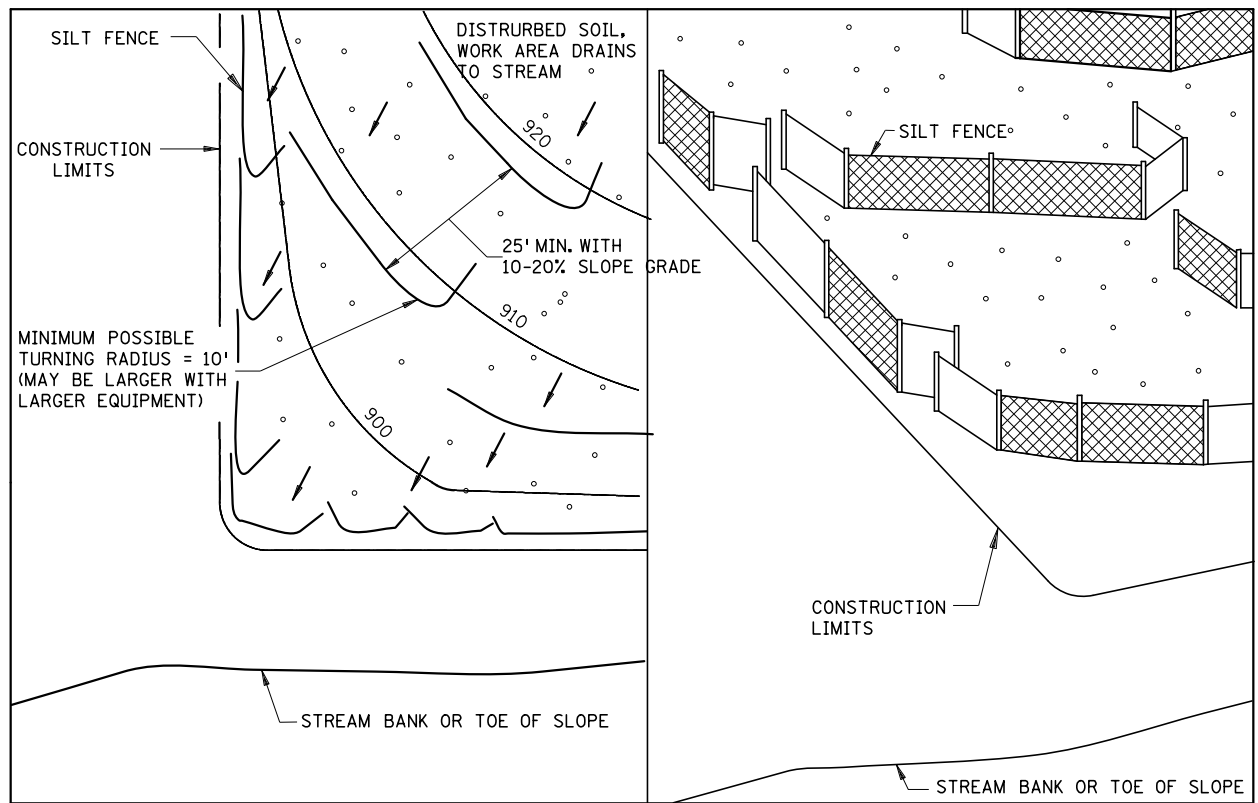 SILT FENCE
DISTRURBED SOIL,
WORK AREA DRAINS
TO STREAM
CONSTRUCTION
LIMITS
920
25' MIN. WITH
10-20% SLOPE GRADE
910
MINIMUM POSSIBLE
TURNING RADIUS = 10'
(MAY BE LARGER WITH
LARGER EQUIPMENT)
900
STREAM BANK OR TOE OF SLOPE
SILT FENCE
CONSTRUCTION
LIMITS
STREAM BANK OR TOE OF SLOPE